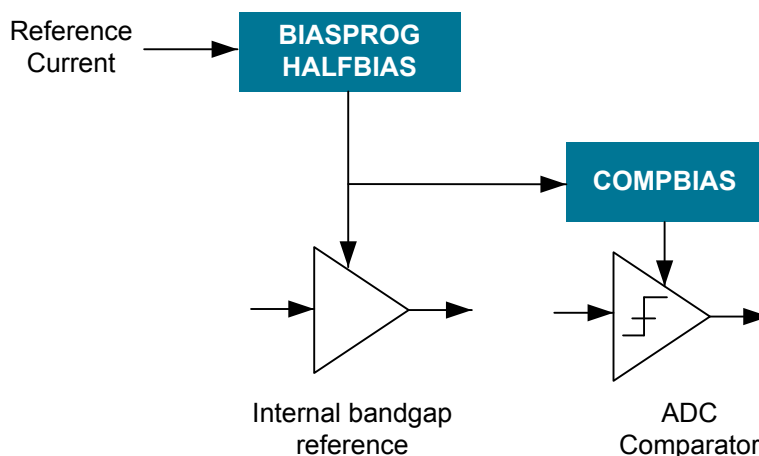 Reference
Current
BIASPROG
HALFBIAS
COMPBIAS
Internal bandgap
reference
ADC
Comparator